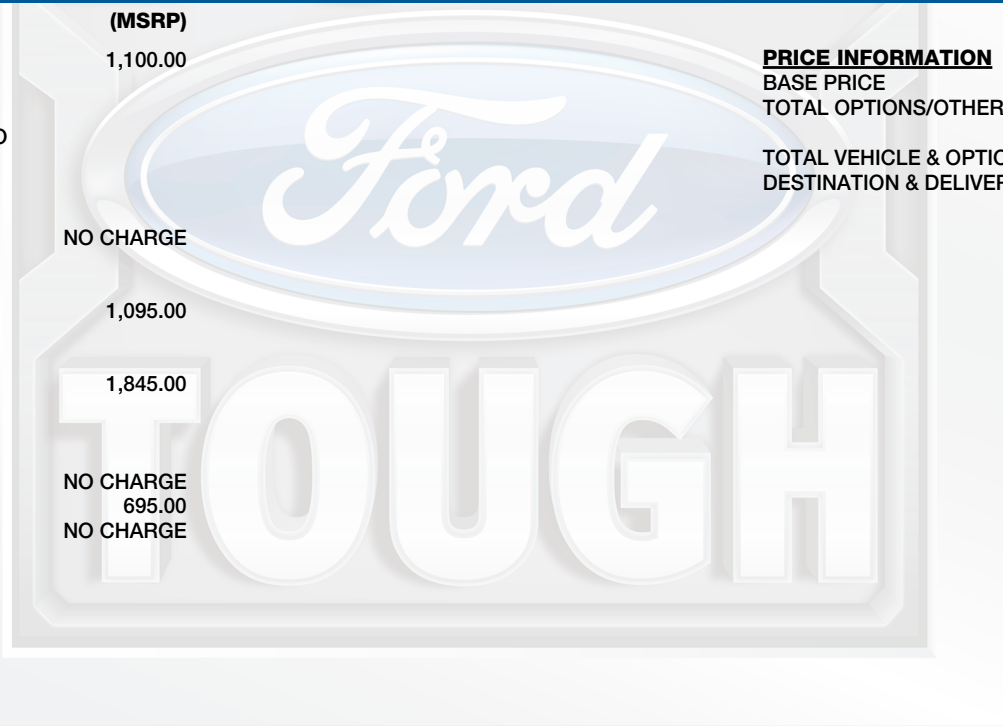 (MSRP)
1,100.00
NO CHARGE
1,095.00
1,845.00
NO CHARGE
695.00
NO CHARGE
PRICE INFORMATION
BASE PRICE
TOTAL OPTIONS/OTHER
TOTAL VEHICLE & OPTIO
DESTINATION & DELIVER
Ford
TOUGH